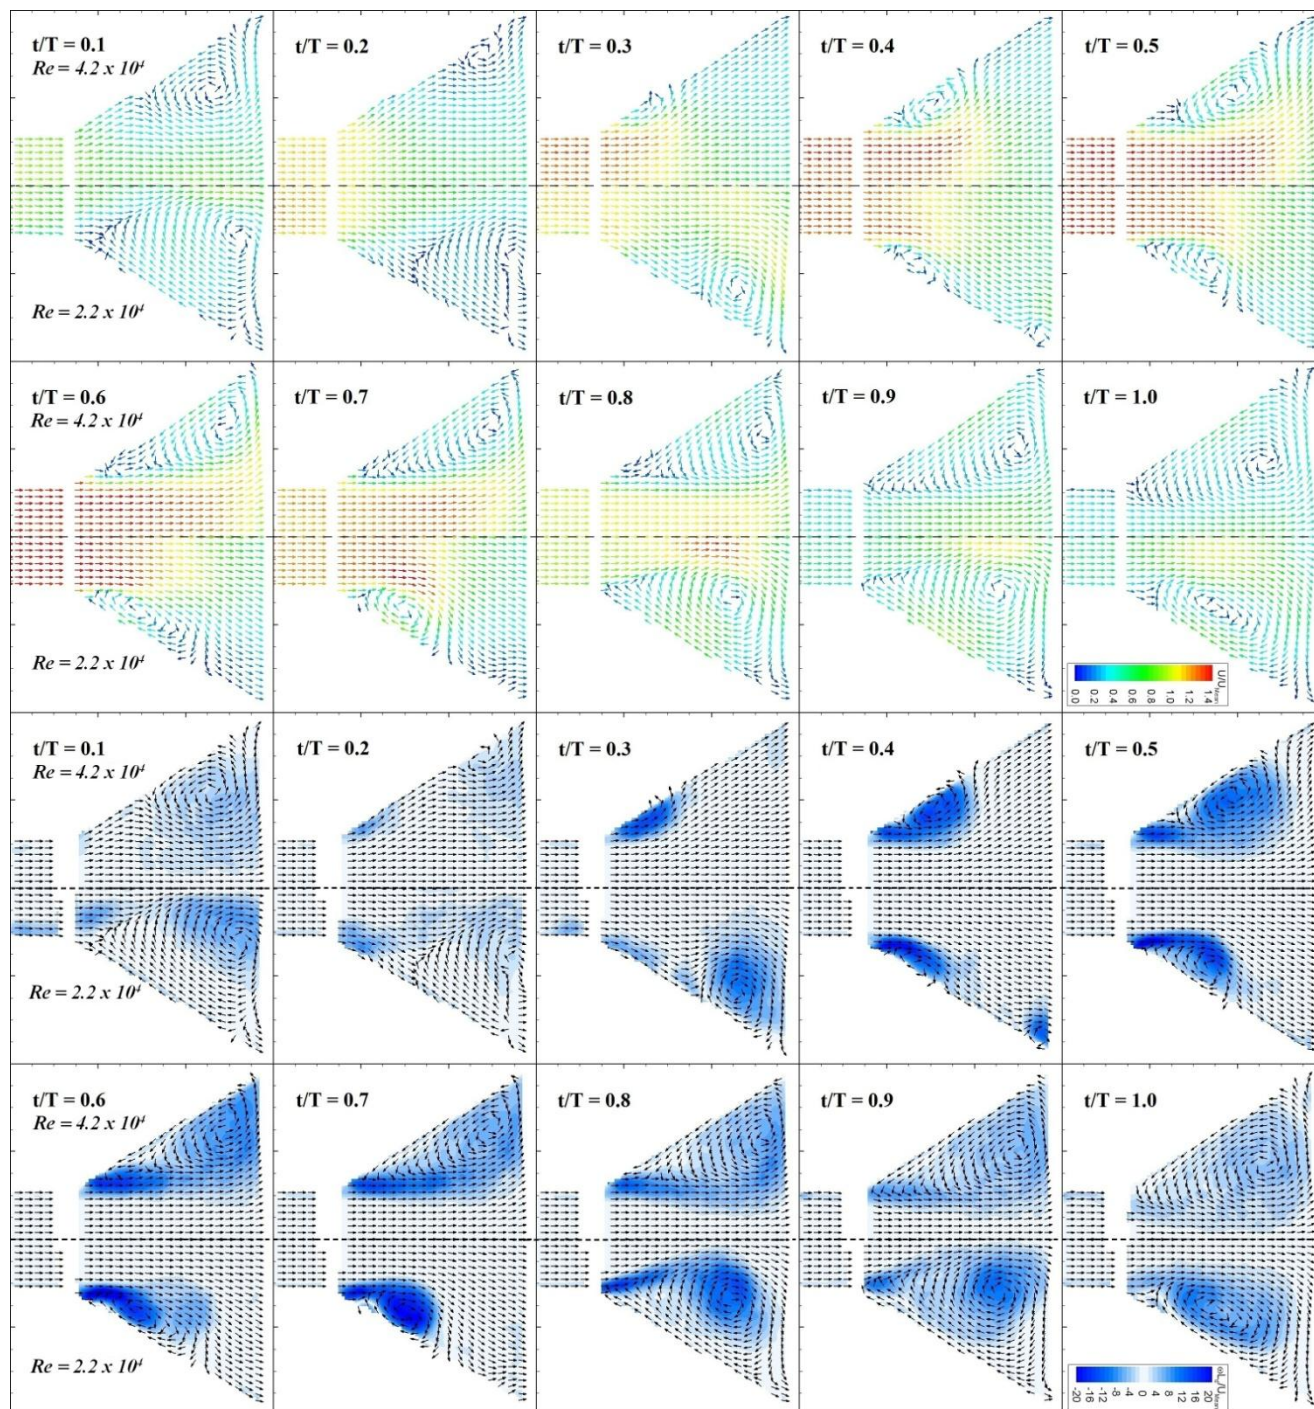 t/T = 0.1
Re = 4.2 x 10⁴
t/T = 0.2
t/T = 0.3
t/T = 0.4
t/T = 0.5
Re = 2.2 x 10⁴
t/T = 0.6
Re = 4.2 x 10⁴
t/T = 0.7
t/T = 0.8
t/T = 0.9
t/T = 1.0
Re = 2.2 x 10⁴
U/U_Mean
0.0 0.2 0.4 0.6 0.8 1.0 1.2 1.4
t/T = 0.1
Re = 4.2 x 10⁴
t/T = 0.2
t/T = 0.3
t/T = 0.4
t/T = 0.5
Re = 2.2 x 10⁴
t/T = 0.6
Re = 4.2 x 10⁴
t/T = 0.7
t/T = 0.8
t/T = 0.9
t/T = 1.0
Re = 2.2 x 10⁴
-20 -16 -12 -8 -4 0 4 8 12 16 20